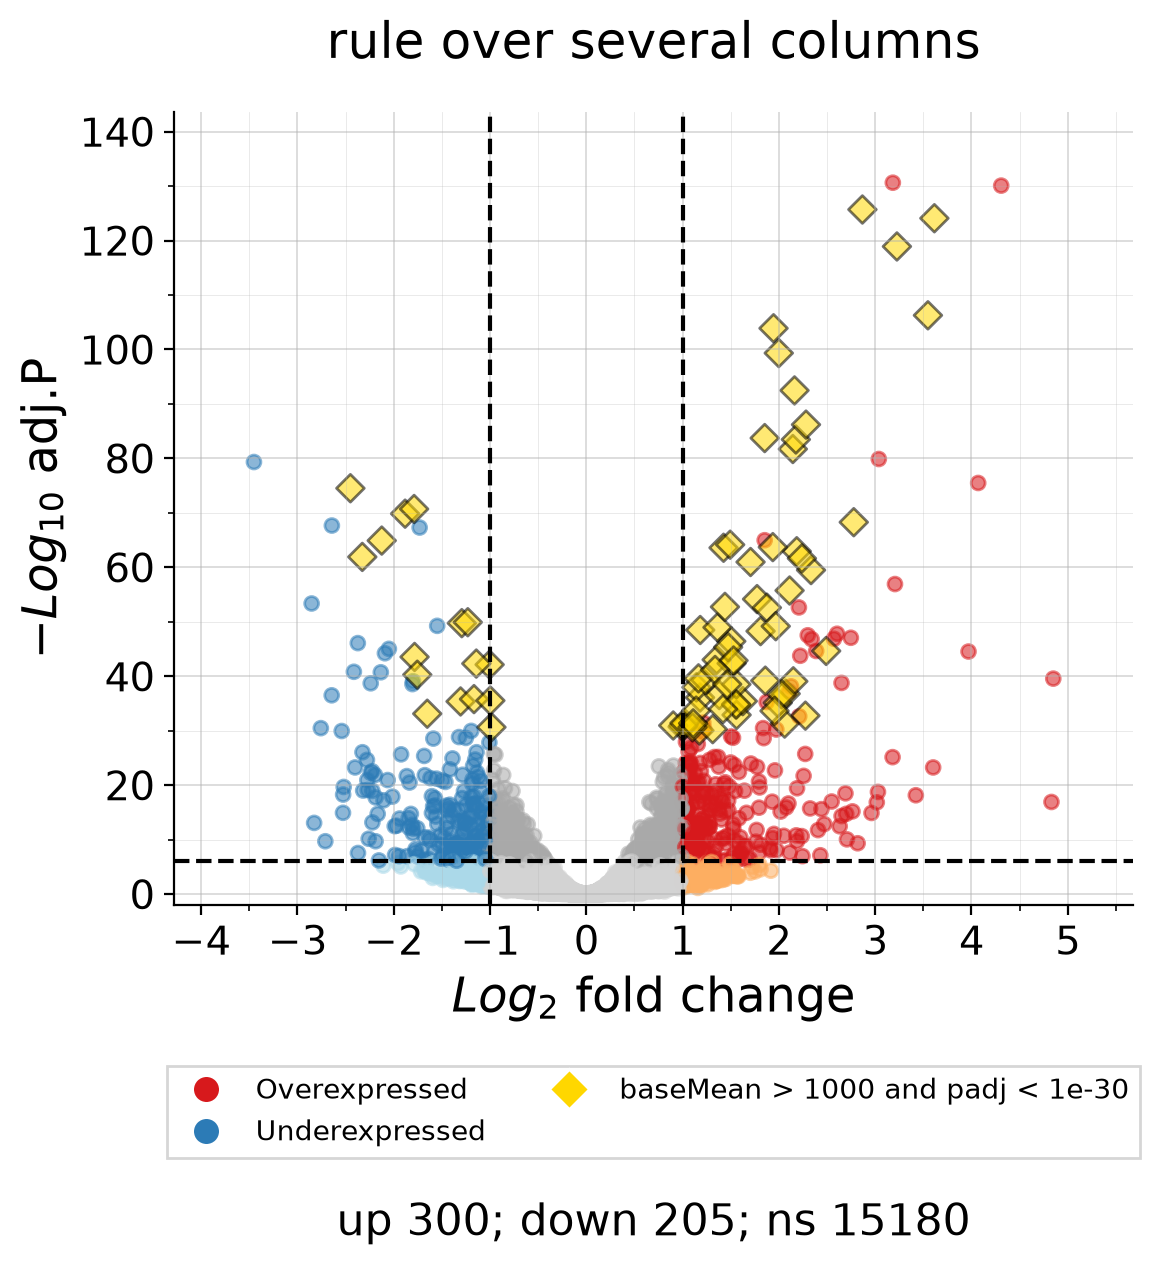 rule over several columns
140
120
100
80
60
40
20
0
−Log10 adj.P
−4 −3 −2 −1 0 1 2 3 4 5
Log2 fold change
Overexpressed
Underexpressed
baseMean > 1000 and padj < 1e-30
up 300; down 205; ns 15180